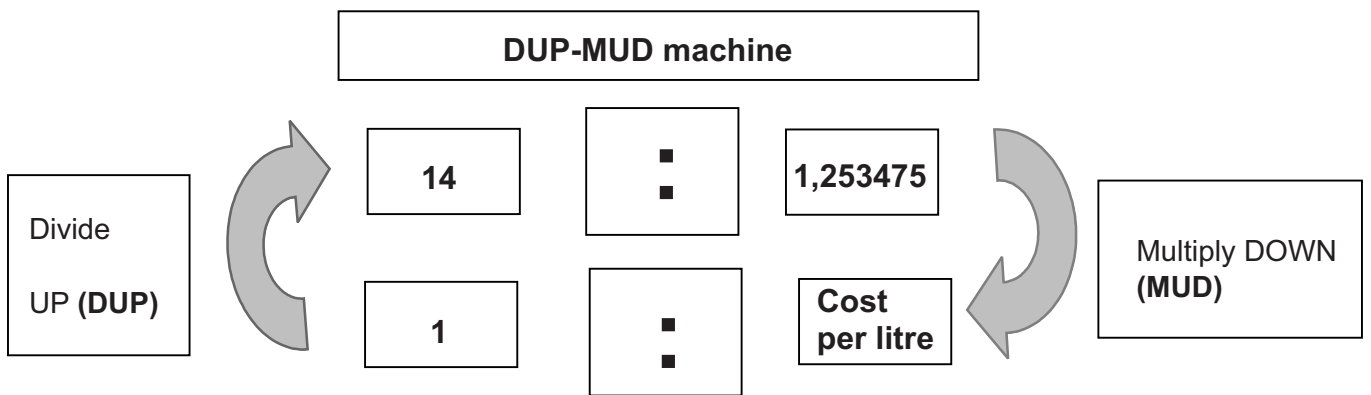 DUP-MUD machine
14 : 1,253475
Divide
UP (DUP)
Multiply DOWN
(MUD)
1 : Cost
per litre